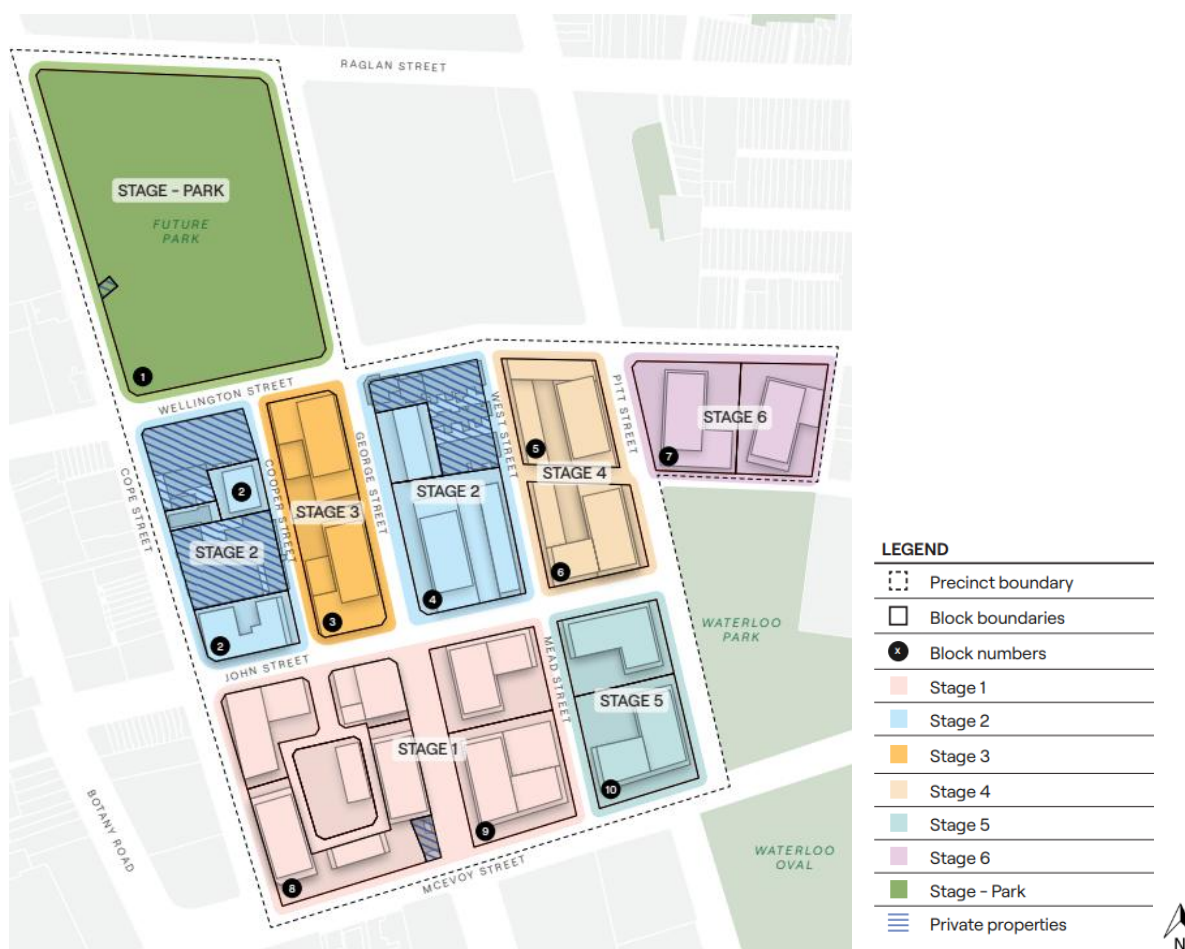 RAGLAN STREET
STAGE - PARK
FUTURE
PARK
1
WELLINGTON STREET
COPE STREET
COOPER STREET
GEORGE STREET
WEST STREET
PITT STREET
2
STAGE 2
2
STAGE 3
3
STAGE 2
4
5
STAGE 4
6
STAGE 6
7
JOHN STREET
MEAD STREET
WATERLOO
PARK
STAGE 1
STAGE 5
8
9
10
BOTANY ROAD
MCEVOY STREET
WATERLOO
OVAL
LEGEND
Precinct boundary
Block boundaries
x Block numbers
Stage 1
Stage 2
Stage 3
Stage 4
Stage 5
Stage 6
Stage - Park
Private properties
N